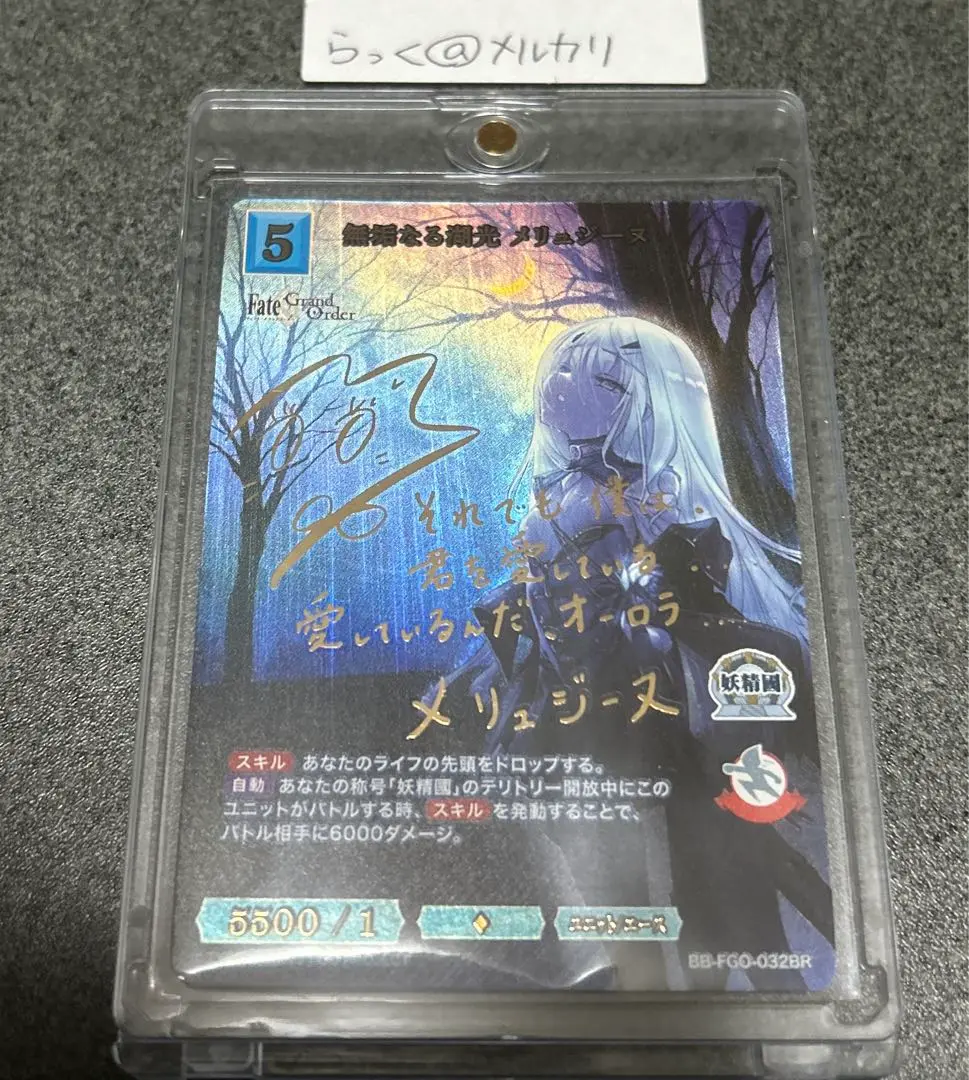 らっく@メルカリ
5
無垢なる湖光 メリュジーヌ
Fate Grand Order
それでも僕は、
君を愛している...
愛しているんだ、オーロラ...
メリュジーヌ
妖精國
スキル あなたのライフの先頭をドロップする。
自動 あなたの称号「妖精國」のテリトリー開放中にこの
ユニットがバトルする時、スキルを発動することで、
バトル相手に6000ダメージ。
5500 / 1
ユニット エース
BB-FGO-032BR